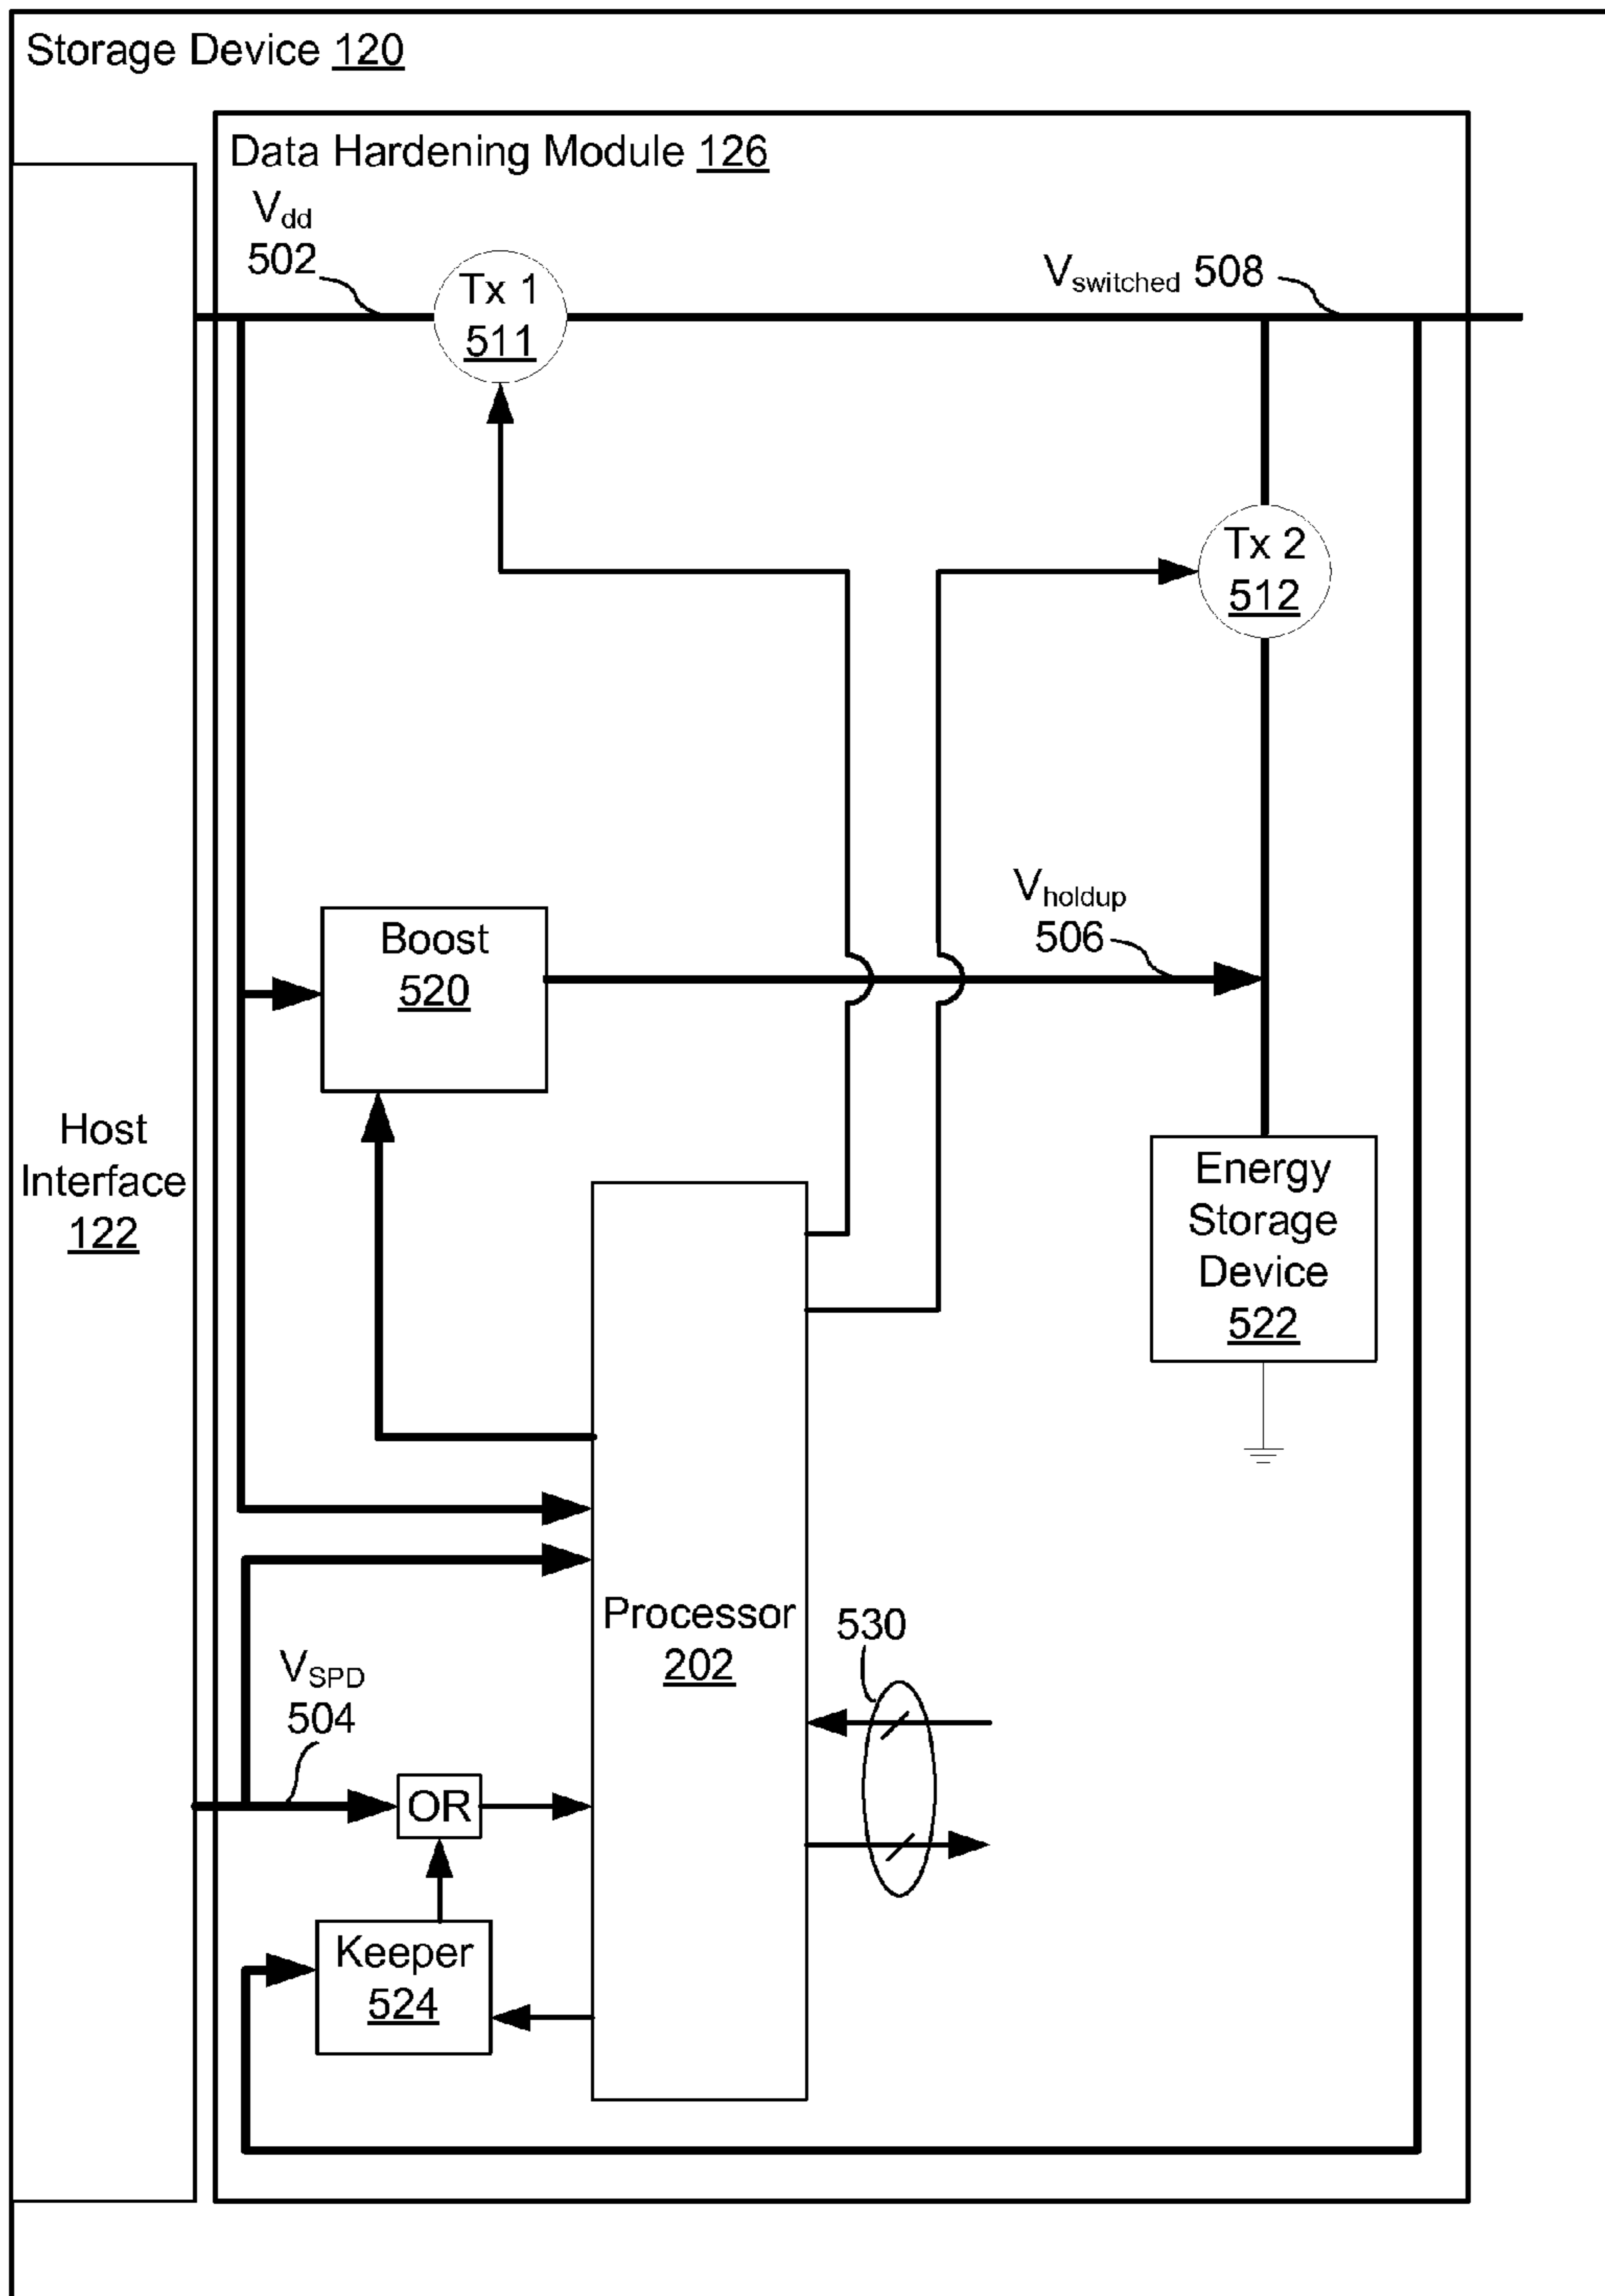 Storage Device 120
Data Hardening Module 126
Vdd
502
Tx 1
511
Vswitched 508
Tx 2
512
Vholdup
506
Boost
520
Host
Interface
122
Energy
Storage
Device
522
Processor
202
530
VSPD
504
OR
Keeper
524